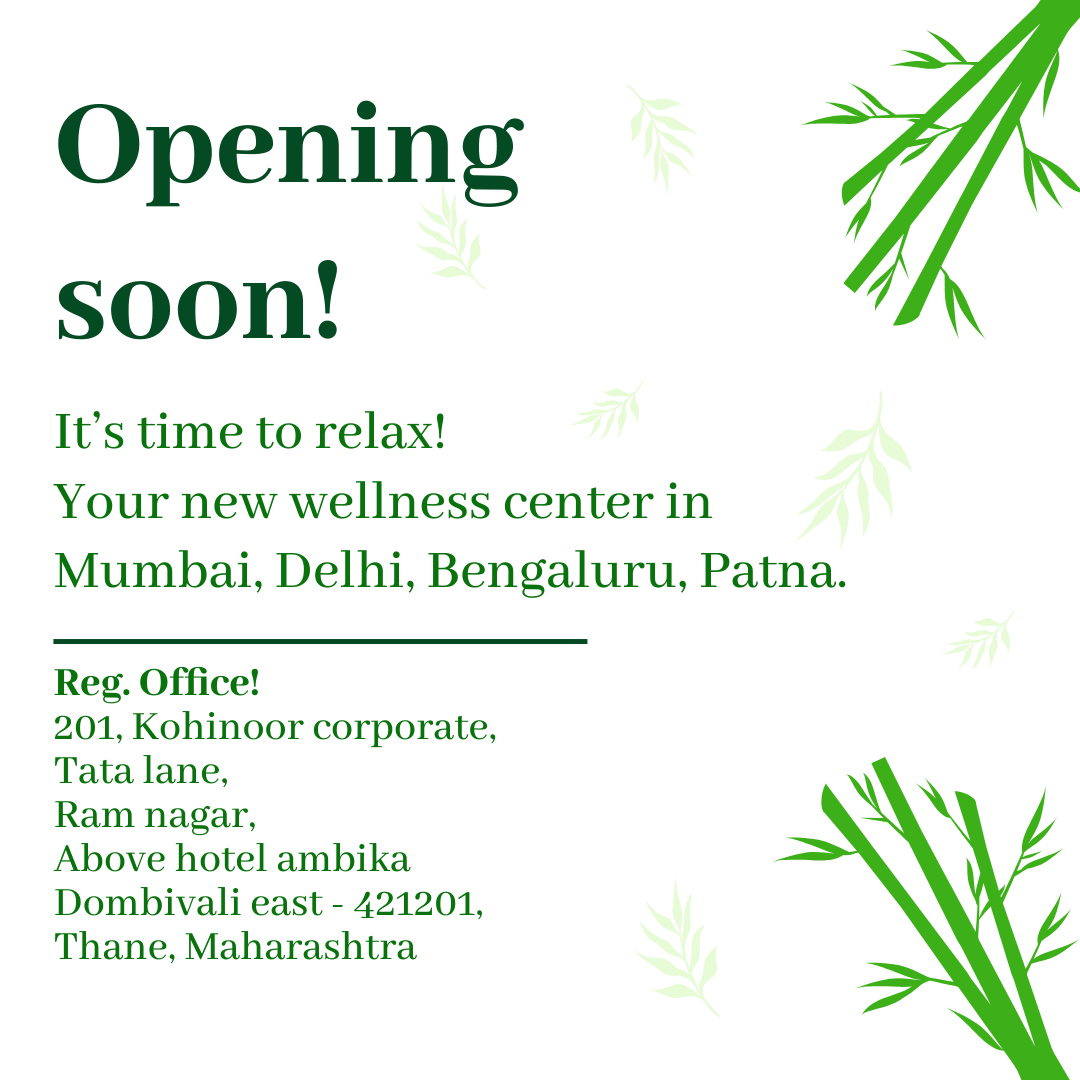 Opening
soon!
It’s time to relax!
Your new wellness center in
Mumbai, Delhi, Bengaluru, Patna.
Reg. Office!
201, Kohinoor corporate,
Tata lane,
Ram nagar,
Above hotel ambika
Dombivali east - 421201,
Thane, Maharashtra